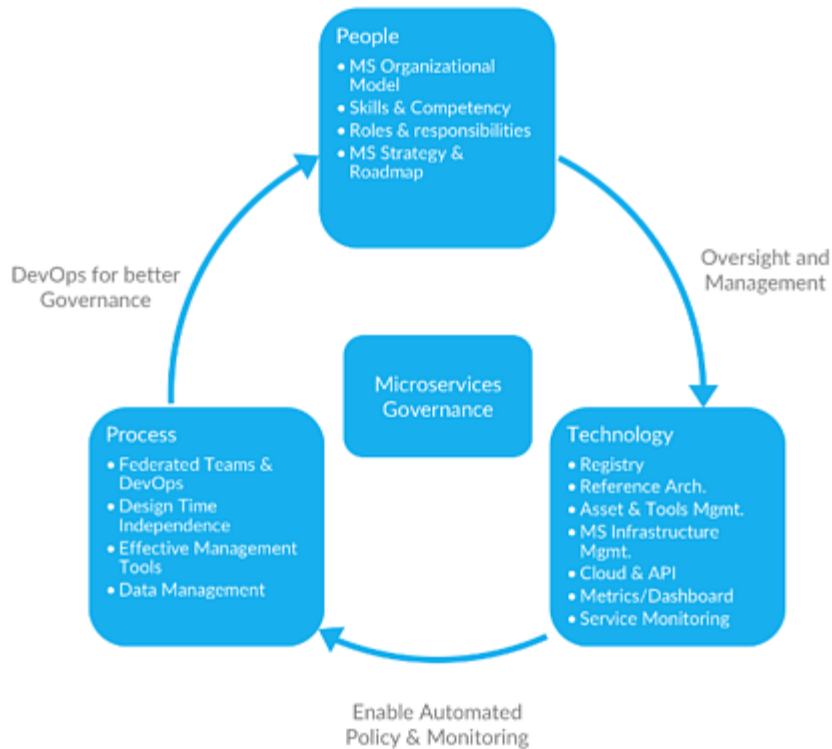 People
• MS Organizational
Model
• Skills & Competency
• Roles & responsibilities
• MS Strategy &
Roadmap
DevOps for better
Governance
Oversight and
Management
Microservices
Governance
Process
• Federated Teams &
DevOps
• Design Time
Independence
• Effective Management
Tools
• Data Management
Technology
• Registry
• Reference Arch.
• Asset & Tools Mgmt.
• MS Infrastructure
Mgmt.
• Cloud & API
• Metrics/Dashboard
• Service Monitoring
Enable Automated
Policy & Monitoring